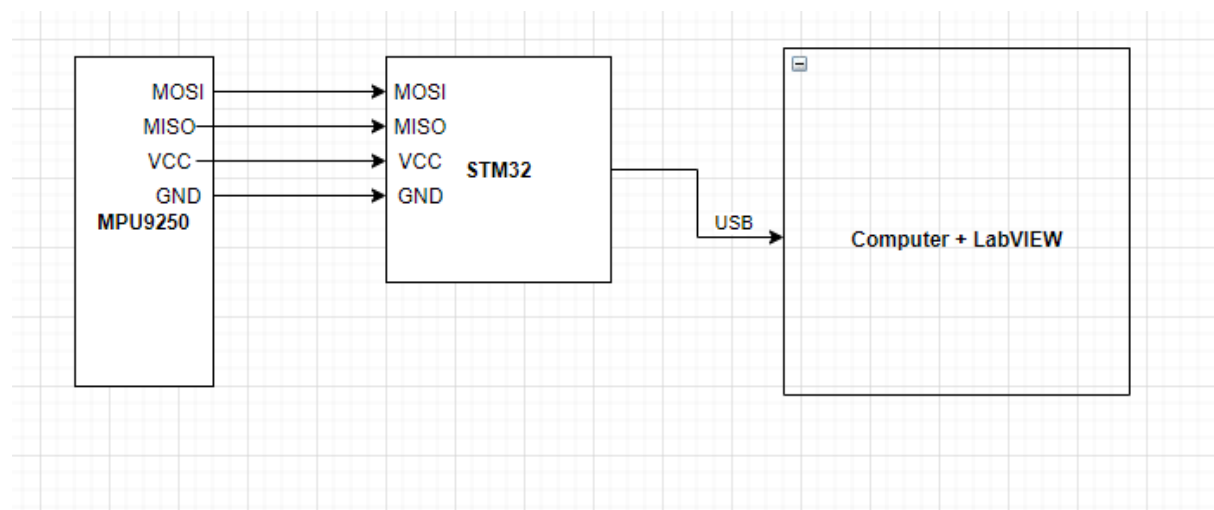 MOSI
MISO
VCC
GND
MPU9250
MOSI
MISO
VCC
GND
STM32
USB
Computer + LabVIEW